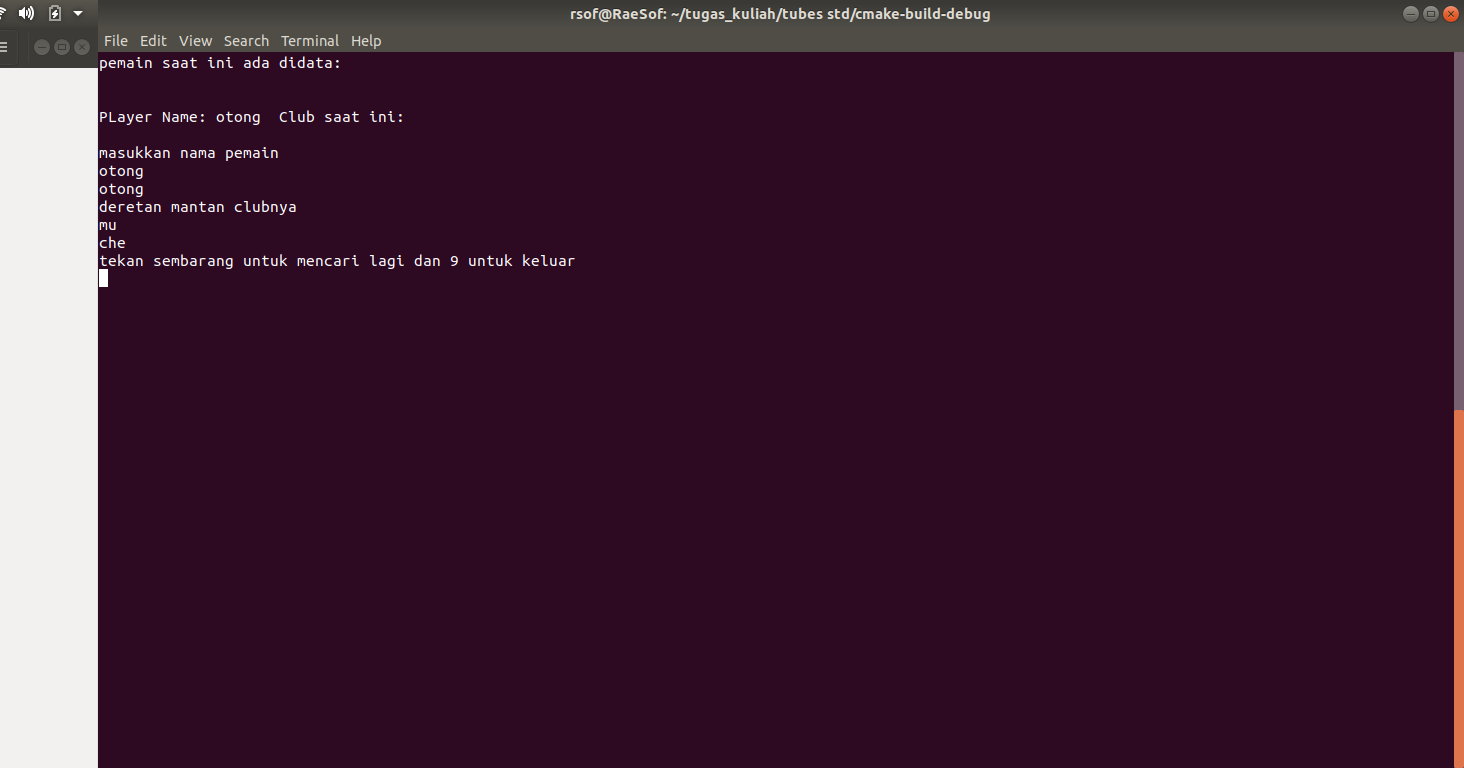 rsof@RaeSof: ~/tugas_kuliah/tubes std/cmake-build-debug
File Edit View Search Terminal Help
pemain saat ini ada didata:
PLayer Name: otong  Club saat ini:
masukkan nama pemain
otong
otong
deretan mantan clubnya
mu
che
tekan sembarang untuk mencari lagi dan 9 untuk keluar